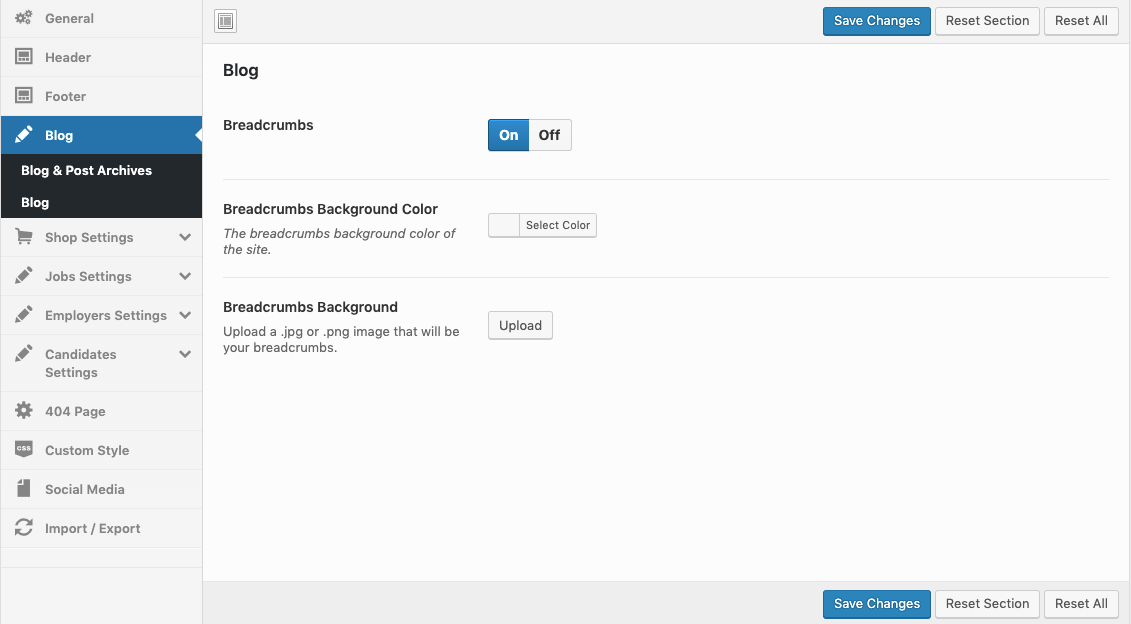 General
Header
Footer
Blog
Blog & Post Archives
Blog
Shop Settings
Jobs Settings
Employers Settings
Candidates
Settings
404 Page
css
Custom Style
Social Media
Import / Export
Save Changes
Reset Section
Reset All
Blog
Breadcrumbs
On
Off
Breadcrumbs Background Color
The breadcrumbs background color of
the site.
Select Color
Breadcrumbs Background
Upload a .jpg or .png image that will be
your breadcrumbs.
Upload
Save Changes
Reset Section
Reset All